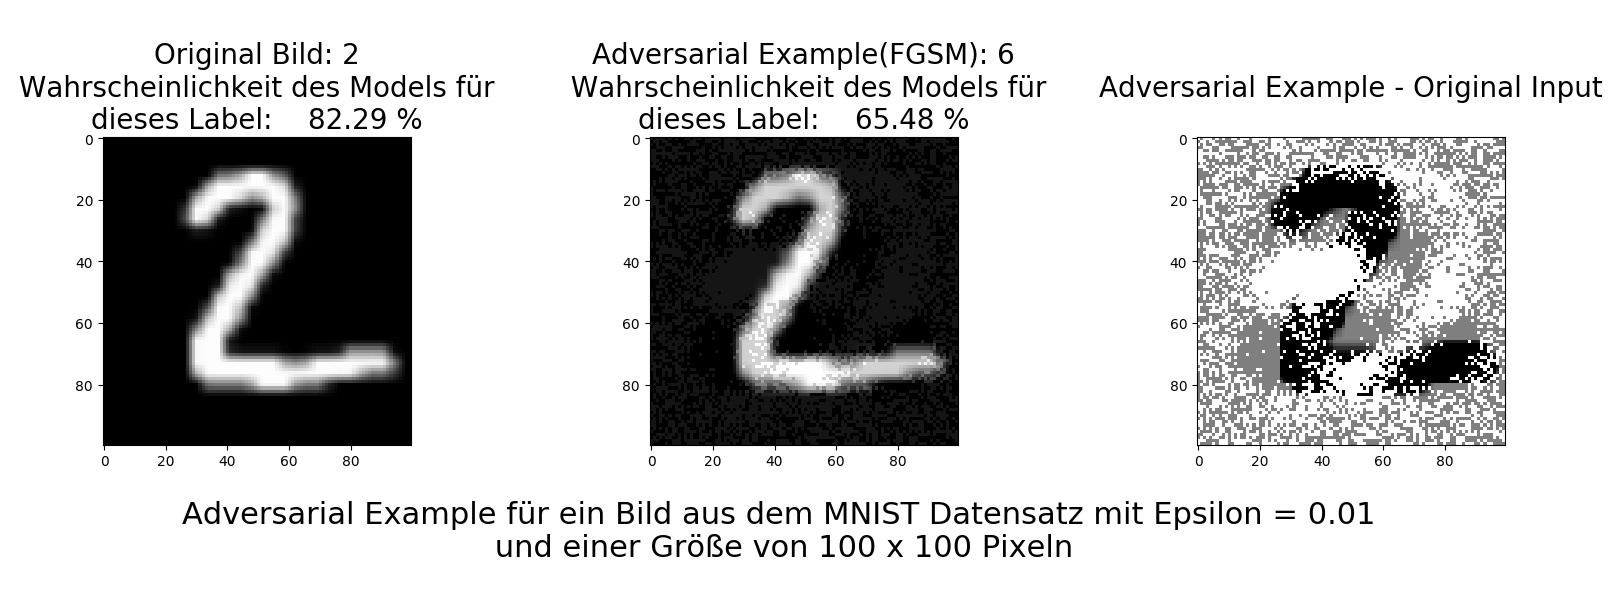 Original Bild: 2
Wahrscheinlichkeit des Models für
dieses Label: 82.29 %
0
20
40
60
80
0 20 40 60 80
Adversarial Example(FGSM): 6
Wahrscheinlichkeit des Models für
dieses Label: 65.48 %
0
20
40
60
80
0 20 40 60 80
Adversarial Example - Original Input
0
20
40
60
80
0 20 40 60 80
Adversarial Example für ein Bild aus dem MNIST Datensatz mit Epsilon = 0.01
und einer Größe von 100 x 100 Pixeln